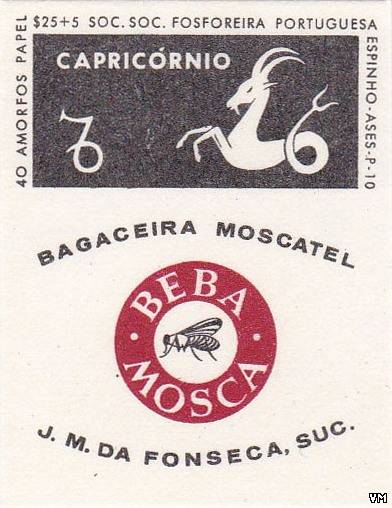 40 AMORFOS PAPEL
$25+5 SOC. SOC. FOSFOREIRA PORTUGUESA
ESPINHO-ASES-P-10
CAPRICÓRNIO
BAGACEIRA MOSCATEL
BEBA
MOSCA
J. M. DA FONSECA, SUC.
VM